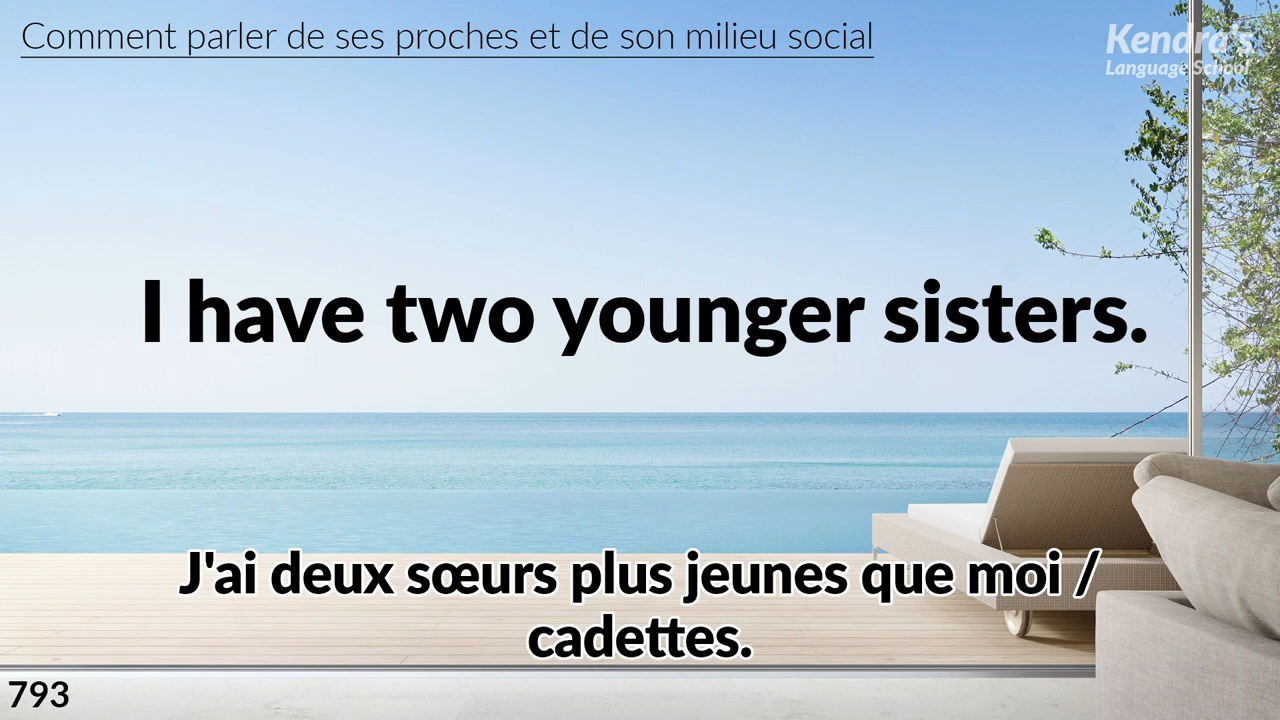 Comment parler de ses proches et de son milieu social
Kendra's
Language School
I have two younger sisters.
J'ai deux sœurs plus jeunes que moi /
cadettes.
793